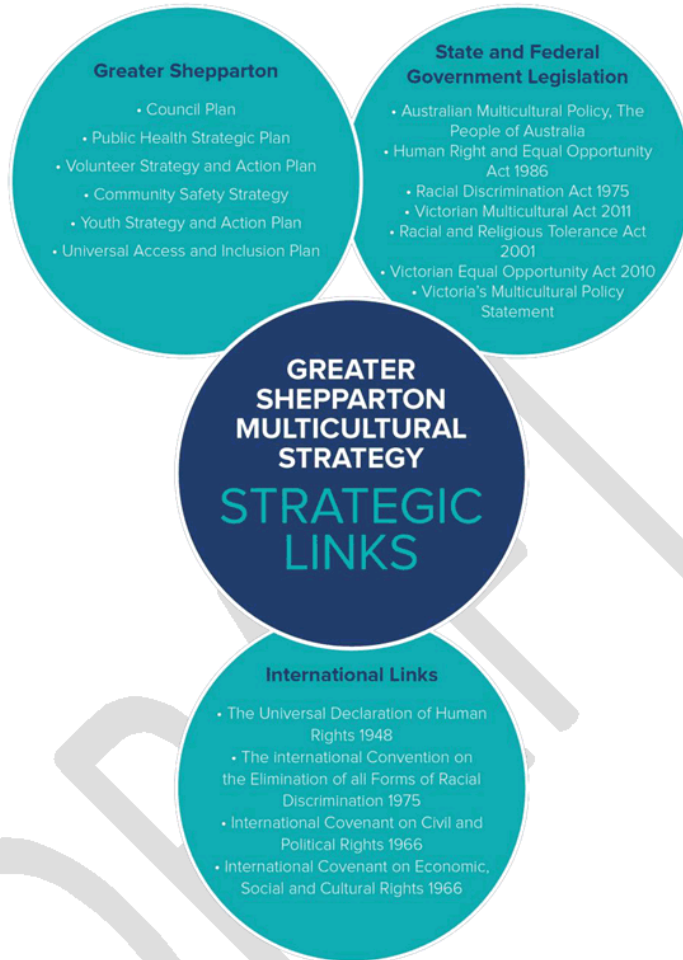 Greater Shepparton
• Council Plan
• Public Health Strategic Plan
• Volunteer Strategy and Action Plan
• Community Safety Strategy
• Youth Strategy and Action Plan
• Universal Access and Inclusion Plan
State and Federal
Government Legislation
• Australian Multicultural Policy, The
People of Australia
• Human Right and Equal Opportunity
Act 1986
• Racial Discrimination Act 1975
• Victorian Multicultural Act 2011
• Racial and Religious Tolerance Act
2001
• Victorian Equal Opportunity Act 2010
• Victoria's Multicultural Policy
Statement
GREATER
SHEPPARTON
MULTICULTURAL
STRATEGY
STRATEGIC
LINKS
International Links
• The Universal Declaration of Human
Rights 1948
• The international Convention on
the Elimination of all Forms of Racial
Discrimination 1975
• International Covenant on Civil and
Political Rights 1966
• International Covenant on Economic,
Social and Cultural Rights 1966